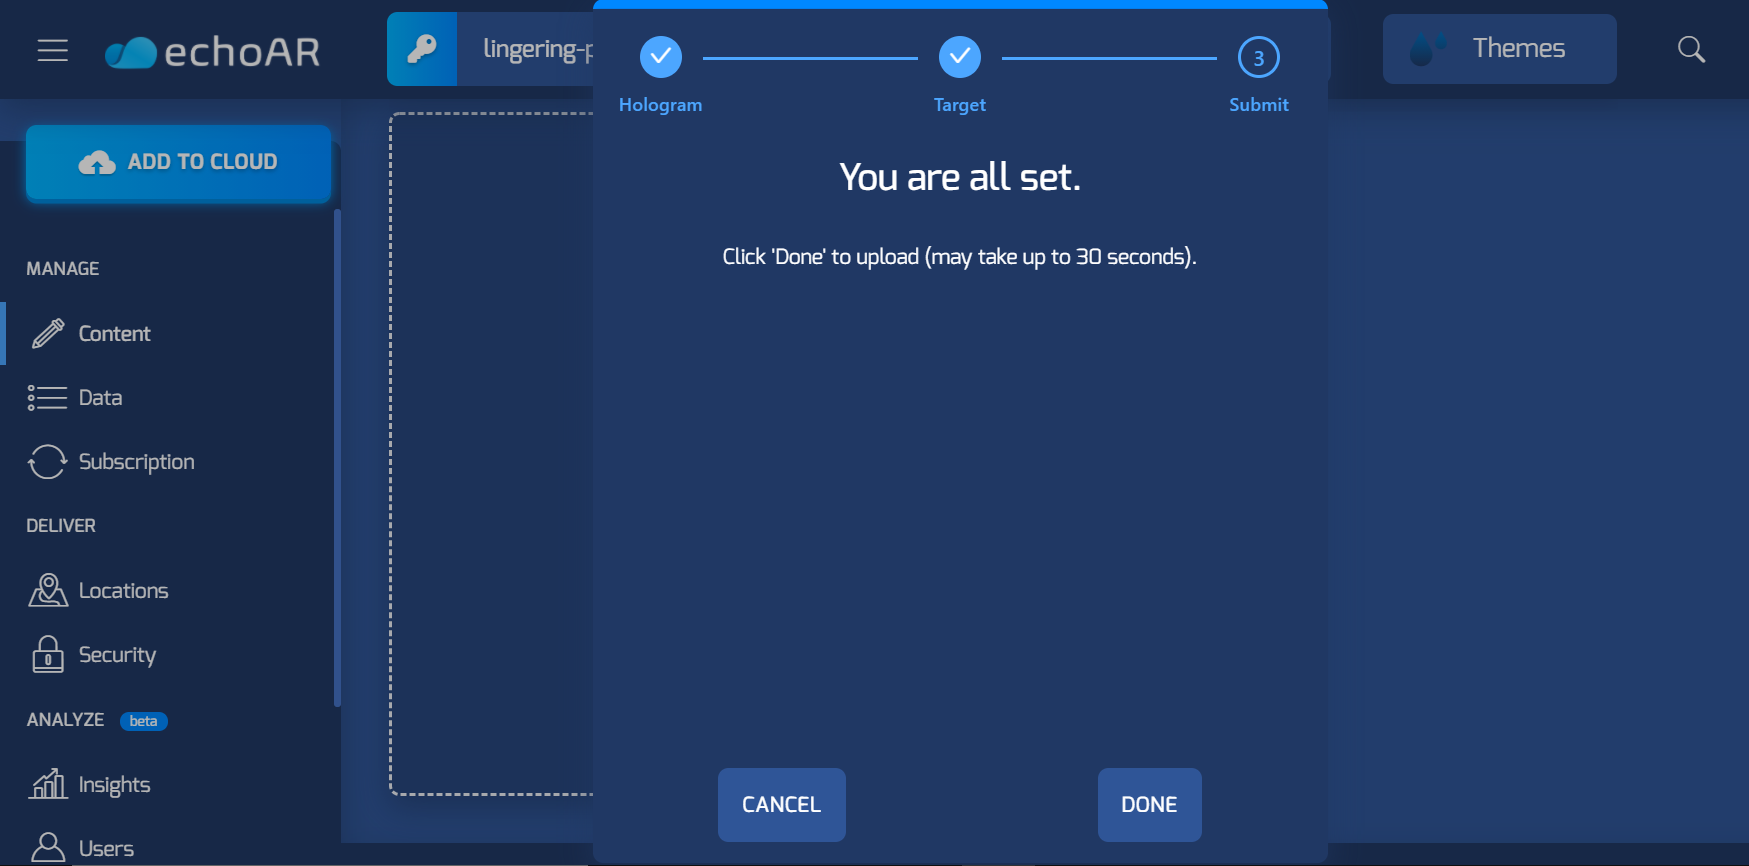 echoAR
lingering-p
Themes
ADD TO CLOUD
MANAGE
Content
Data
Subscription
DELIVER
Locations
Security
ANALYZE beta
Insights
Users
3
Hologram Target Submit
You are all set.
Click 'Done' to upload (may take up to 30 seconds).
CANCEL DONE